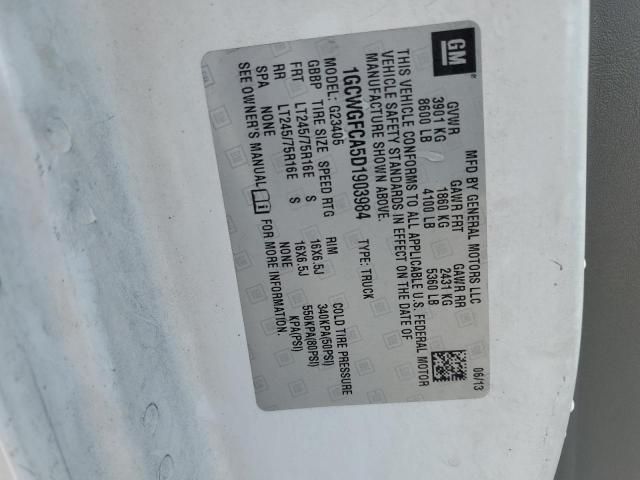 GM
MFD BY GENERAL MOTORS LLC 06/13
GVWR GAWR FRT GAWR RR
3901 KG 1860 KG 2431 KG
8600 LB 4100 LB 5360 LB
THIS VEHICLE CONFORMS TO ALL APPLICABLE U.S. FEDERAL MOTOR
VEHICLE SAFETY STANDARDS IN EFFECT ON THE DATE OF
MANUFACTURE SHOWN ABOVE.
1GCWGFCA5D1903984 TYPE: TRUCK
MODEL: G23405
GBBP TIRE SIZE SPEED RTG RIM COLD TIRE PRESSURE
FRT LT245/75R16E S 16X6.5J 340KPA(50PSI)
RR LT245/75R16E S 16X6.5J 550KPA(80PSI)
SPA NONE NONE KPA(PSI)
SEE OWNER'S MANUAL FOR MORE INFORMATION.